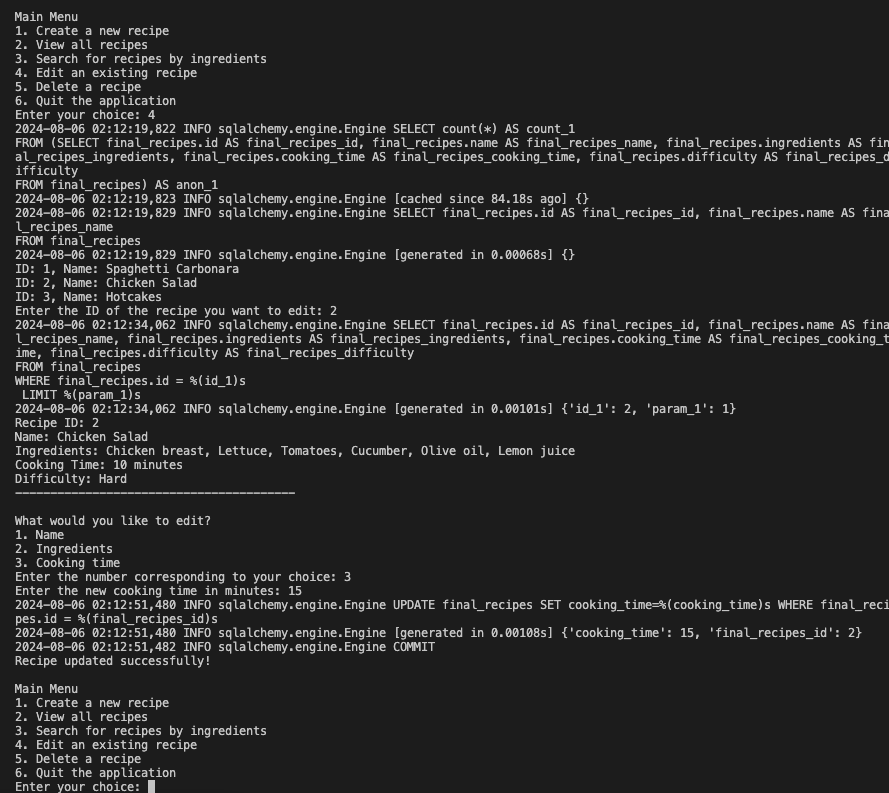 Main Menu
1. Create a new recipe
2. View all recipes
3. Search for recipes by ingredients
4. Edit an existing recipe
5. Delete a recipe
6. Quit the application
Enter your choice: 4
2024-08-06 02:12:19,822 INFO sqlalchemy.engine.Engine SELECT count(*) AS count_1
FROM (SELECT final_recipes.id AS final_recipes_id, final_recipes.name AS final_recipes_name, final_recipes.ingredients AS fin
al_recipes_ingredients, final_recipes.cooking_time AS final_recipes_cooking_time, final_recipes.difficulty AS final_recipes_d
ifficulty
FROM final_recipes) AS anon_1
2024-08-06 02:12:19,823 INFO sqlalchemy.engine.Engine [cached since 84.18s ago] {}
2024-08-06 02:12:19,829 INFO sqlalchemy.engine.Engine SELECT final_recipes.id AS final_recipes_id, final_recipes.name AS fina
l_recipes_name
FROM final_recipes
2024-08-06 02:12:19,829 INFO sqlalchemy.engine.Engine [generated in 0.00068s] {}
ID: 1, Name: Spaghetti Carbonara
ID: 2, Name: Chicken Salad
ID: 3, Name: Hotcakes
Enter the ID of the recipe you want to edit: 2
2024-08-06 02:12:34,062 INFO sqlalchemy.engine.Engine SELECT final_recipes.id AS final_recipes_id, final_recipes.name AS fina
l_recipes_name, final_recipes.ingredients AS final_recipes_ingredients, final_recipes.cooking_time AS final_recipes_cooking_t
ime, final_recipes.difficulty AS final_recipes_difficulty
FROM final_recipes
WHERE final_recipes.id = %(id_1)s
 LIMIT %(param_1)s
2024-08-06 02:12:34,062 INFO sqlalchemy.engine.Engine [generated in 0.00101s] {'id_1': 2, 'param_1': 1}
Recipe ID: 2
Name: Chicken Salad
Ingredients: Chicken breast, Lettuce, Tomatoes, Cucumber, Olive oil, Lemon juice
Cooking Time: 10 minutes
Difficulty: Hard
----------------------------------------
What would you like to edit?
1. Name
2. Ingredients
3. Cooking time
Enter the number corresponding to your choice: 3
Enter the new cooking time in minutes: 15
2024-08-06 02:12:51,480 INFO sqlalchemy.engine.Engine UPDATE final_recipes SET cooking_time=%(cooking_time)s WHERE final_reci
pes.id = %(final_recipes_id)s
2024-08-06 02:12:51,480 INFO sqlalchemy.engine.Engine [generated in 0.00108s] {'cooking_time': 15, 'final_recipes_id': 2}
2024-08-06 02:12:51,482 INFO sqlalchemy.engine.Engine COMMIT
Recipe updated successfully!
Main Menu
1. Create a new recipe
2. View all recipes
3. Search for recipes by ingredients
4. Edit an existing recipe
5. Delete a recipe
6. Quit the application
Enter your choice: